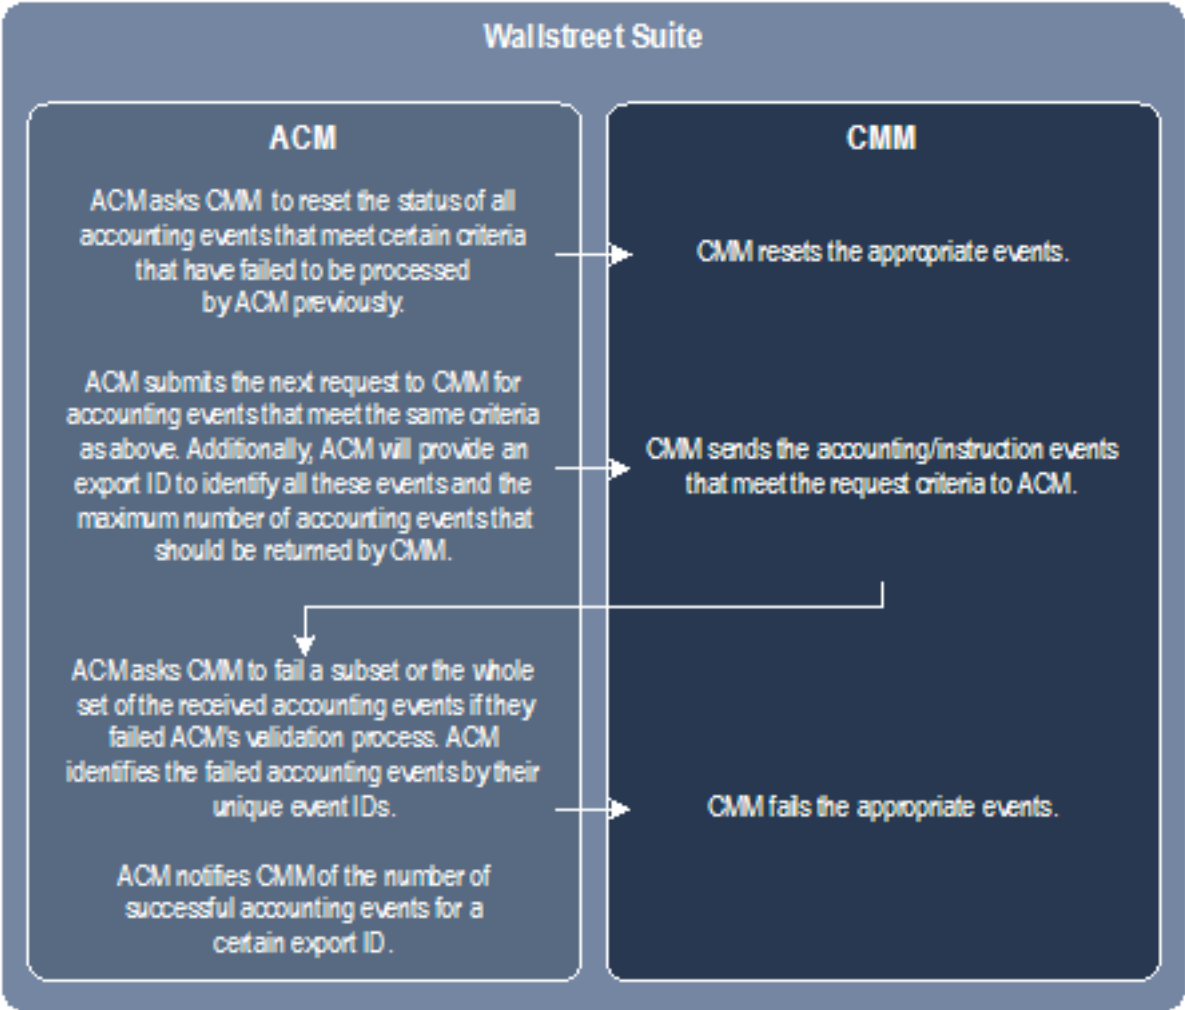 Wallstreet Suite
ACM
ACM asks CMM to reset the status of all
accounting events that meet certain criteria
that have failed to be processed
by ACM previously.
ACM submits the next request to CMM for
accounting events that meet the same criteria
as above. Additionally, ACM will provide an
export ID to identify all these events and the
maximum number of accounting events that
should be returned by CMM.
ACM asks CMM to fail a subset or the whole
set of the received accounting events if they
failed ACM's validation process. ACM
identifies the failed accounting events by their
unique event IDs.
ACM notifies CMM of the number of
successful accounting events for a
certain export ID.
CMM
CMM resets the appropriate events.
CMM sends the accounting/instruction events
that meet the request criteria to ACM.
CMM fails the appropriate events.